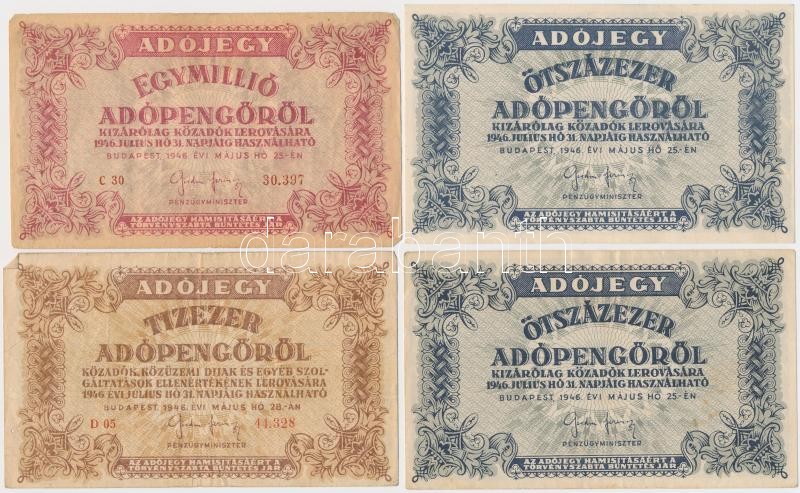 ADÓJEGY
EGYMILLIÓ
ADÓPENGŐRŐL
KIZÁRÓLAG KÖZADÓK LEROVÁSÁRA
1946. JULIUS HÓ 31. NAPJÁIG HASZNÁLHATÓ
BUDAPEST, 1946. ÉVI MÁJUS HÓ 25.-ÉN
C 30 30.397
PÉNZÜGYMINISZTER
AZ ADÓJEGY HAMISITÁSÁÉRT A
TÖRVÉNYSZABTA BÜNTETÉS JÁR
ADÓJEGY
ÖTSZÁZEZER
ADÓPENGŐRŐL
KIZÁRÓLAG KÖZADÓK LEROVÁSÁRA
1946. JULIUS HÓ 31. NAPJÁIG HASZNÁLHATÓ
BUDAPEST, 1946. ÉVI MÁJUS HÓ 25.-ÉN
PÉNZÜGYMINISZTER
AZ ADÓJEGY HAMISITÁSÁÉRT A
TÖRVÉNYSZABTA BÜNTETÉS JÁR
darabanth
ADÓJEGY
TIZEZER
ADÓPENGŐRŐL
KÖZADÓK, KÖZÜZEMI DIJAK ÉS EGYÉB SZOL-
GÁLTATÁSOK ELLENÉRTÉKÉNEK LEROVÁSÁRA
1946 ÉVI JULIUS HÓ 31. NAPJÁIG HASZNÁLHATÓ
BUDAPEST, 1946. ÉVI MÁJUS HÓ 28.-ÁN
D 05 41.328
PÉNZÜGYMINISZTER
AZ ADÓJEGY HAMISITÁSÁÉRT A
TÖRVÉNYSZABTA BÜNTETÉS JÁR
ADÓJEGY
ÖTSZÁZEZER
ADÓPENGŐRŐL
KIZÁRÓLAG KÖZADÓK LEROVÁSÁRA
1946. JULIUS HÓ 31. NAPJÁIG HASZNÁLHATÓ
BUDAPEST, 1946. ÉVI MÁJUS HÓ 25.-ÉN
PÉNZÜGYMINISZTER
AZ ADÓJEGY HAMISITÁSÁÉRT A
TÖRVÉNYSZABTA BÜNTETÉS JÁR